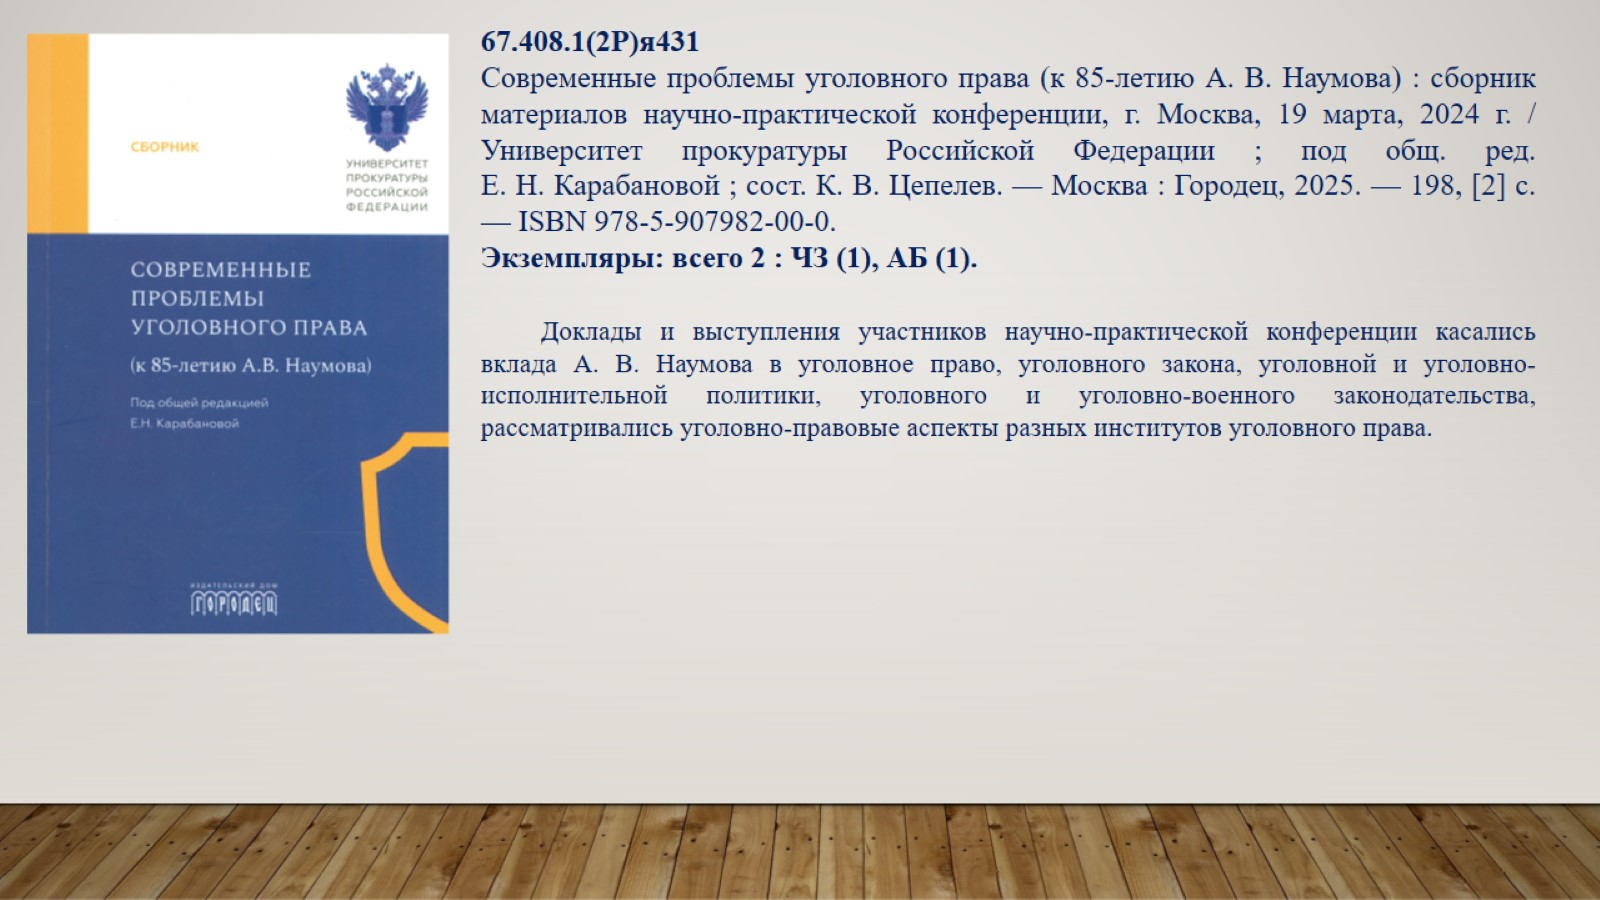 СБОРНИК
УНИВЕРСИТЕТ
ПРОКУРАТУРЫ
РОССИЙСКОЙ
ФЕДЕРАЦИИ
СОВРЕМЕННЫЕ
ПРОБЛЕМЫ
УГОЛОВНОГО ПРАВА
(к 85-летию А.В. Наумова)
Под общей редакцией
Е.Н. Карабановой
ИЗДАТЕЛЬСКИЙ ДОМ
ГОРОДЕЦ
67.408.1(2Р)я431
Современные проблемы уголовного права (к 85-летию А. В. Наумова) : сборник
материалов научно-практической конференции, г. Москва, 19 марта, 2024 г. /
Университет прокуратуры Российской Федерации ; под общ. ред.
Е. Н. Карабановой ; сост. К. В. Цепелев. — Москва : Городец, 2025. — 198, [2] с.
— ISBN 978-5-907982-00-0.
Экземпляры: всего 2 : ЧЗ (1), АБ (1).
Доклады и выступления участников научно-практической конференции касались
вклада А. В. Наумова в уголовное право, уголовного закона, уголовной и уголовно-
исполнительной политики, уголовного и уголовно-военного законодательства,
рассматривались уголовно-правовые аспекты разных институтов уголовного права.